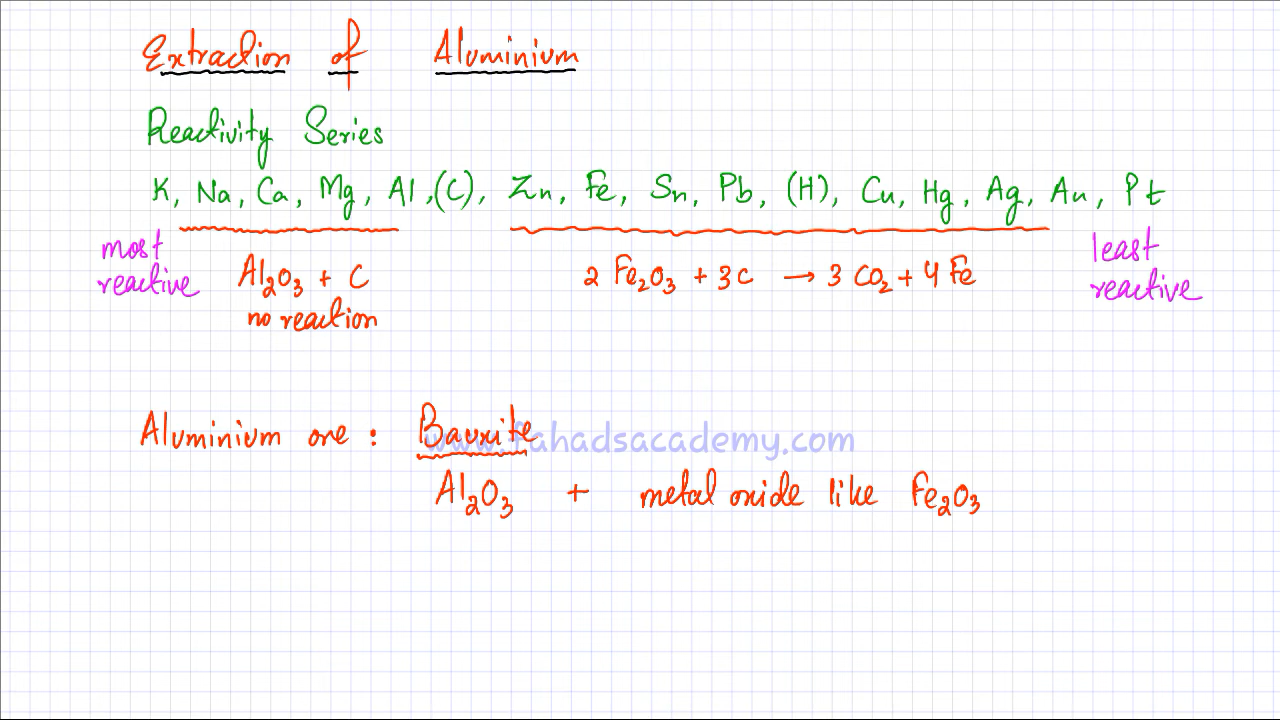 Extraction of Aluminium
Reactivity Series
K, Na, Ca, Mg, Al, (C), Zn, Fe, Sn, Pb, (H), Cu, Hg, Ag, Au, Pt
most reactive
least reactive
Al₂O₃ + C
no reaction
2 Fe₂O₃ + 3C → 3 CO₂ + 4 Fe
Aluminium ore : Bauxite
www.fahadsacademy.com
Al₂O₃ + metal oxide like Fe₂O₃